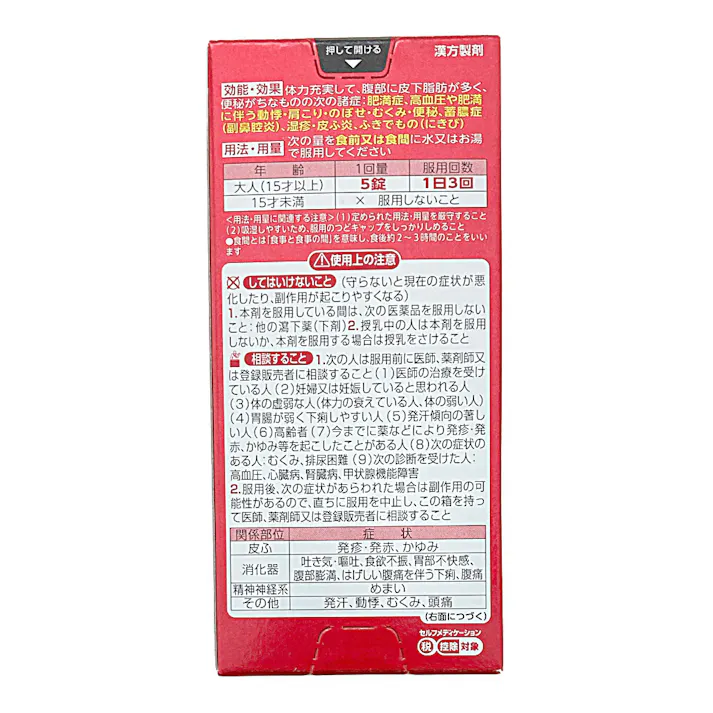 押して開ける
漢方製剤
効能・効果 体力充実して、腹部に皮下脂肪が多く、
便秘がちなものの次の諸症：肥満症、高血圧や肥満
に伴う動悸・肩こり・のぼせ・むくみ・便秘、蓄膿症
（副鼻腔炎）、湿疹・皮ふ炎、ふきでもの（にきび）
用法・用量 次の量を食前又は食間に水又はお湯
で服用してください
年齢 1回量 服用回数
大人（15才以上） 5錠 1日3回
15才未満 × 服用しないこと
<用法・用量に関連する注意>（1）定められた用法・用量を厳守すること
（2）吸湿しやすいため、服用のつどキャップをしっかりしめること
●食間とは「食事と食事の間」を意味し、食後約2～3時間のことをいい
ます
使用上の注意
してはいけないこと（守らないと現在の症状が悪
化したり、副作用が起こりやすくなる）
1.本剤を服用している間は、次の医薬品を服用しない
こと：他の瀉下薬（下剤）2.授乳中の人は本剤を服用
しないか、本剤を服用する場合は授乳をさけること
相談すること 1.次の人は服用前に医師、薬剤師又
は登録販売者に相談すること（1）医師の治療を受け
ている人（2）妊婦又は妊娠していると思われる人
（3）体の虚弱な人（体力の衰えている人、体の弱い人）
（4）胃腸が弱く下痢しやすい人（5）発汗傾向の著し
い人（6）高齢者（7）今までに薬などにより発疹・発
赤、かゆみ等を起こしたことがある人（8）次の症状の
ある人：むくみ、排尿困難（9）次の診断を受けた人：
高血圧、心臓病、腎臓病、甲状腺機能障害
2.服用後、次の症状があらわれた場合は副作用の可
能性があるので、直ちに服用を中止し、この箱を持っ
て医師、薬剤師又は登録販売者に相談すること
関係部位 症状
皮ふ 発疹・発赤、かゆみ
消化器 吐き気・嘔吐、食欲不振、胃部不快感、
腹部膨満、はげしい腹痛を伴う下痢、腹痛
精神神経系 めまい
その他 発汗、動悸、むくみ、頭痛
（右面につづく）
セルフメディケーション
税 控除 対象